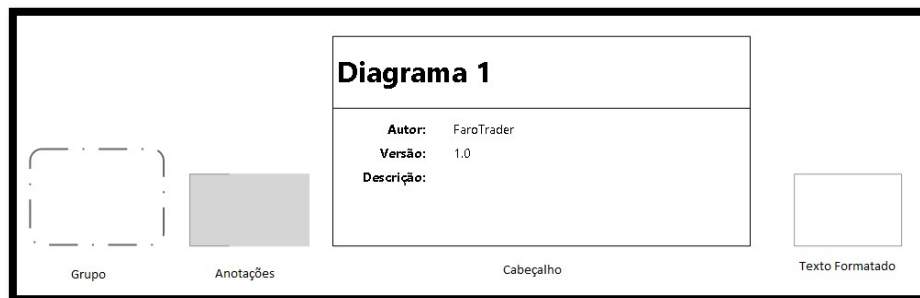 Diagrama 1
Autor: FaroTrader
Versão: 1.0
Descrição:
Grupo
Anotações
Cabeçalho
Texto Formatado